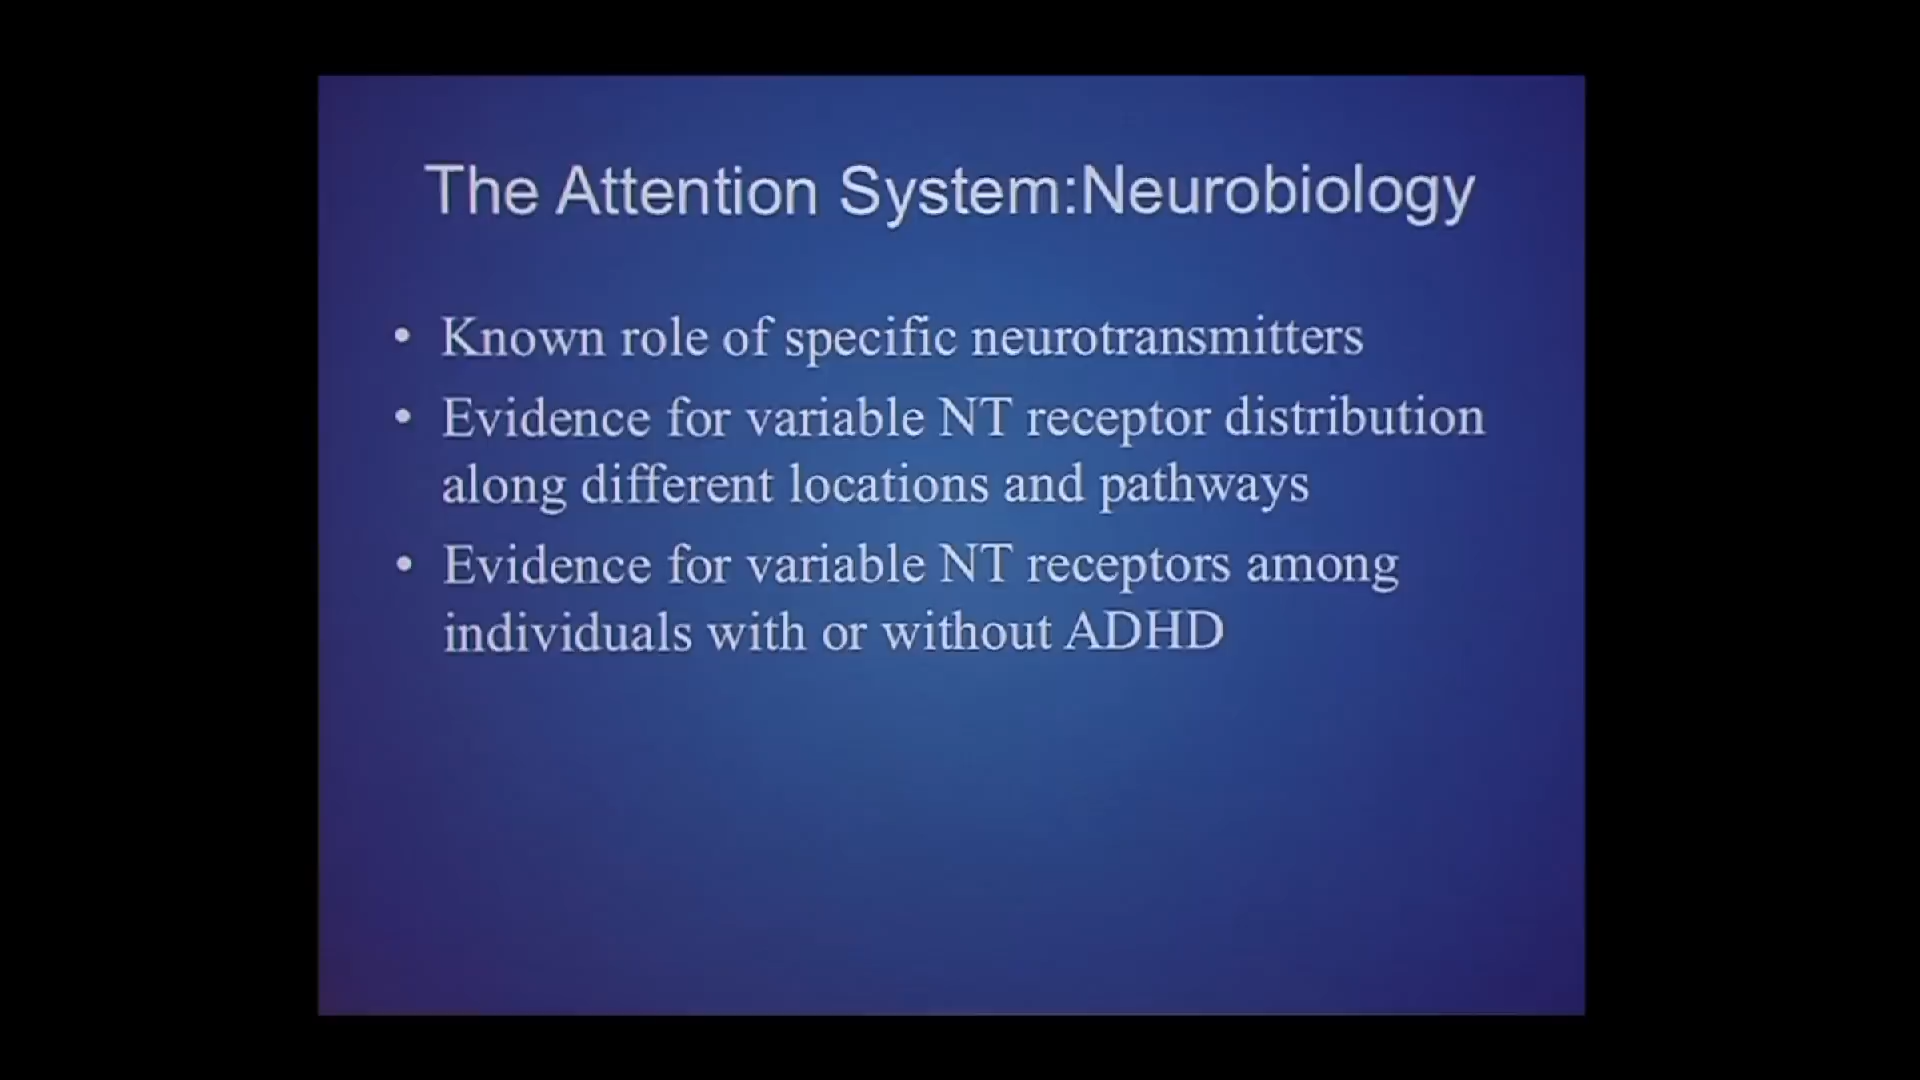 The Attention System:Neurobiology
• Known role of specific neurotransmitters
• Evidence for variable NT receptor distribution
along different locations and pathways
• Evidence for variable NT receptors among
individuals with or without ADHD